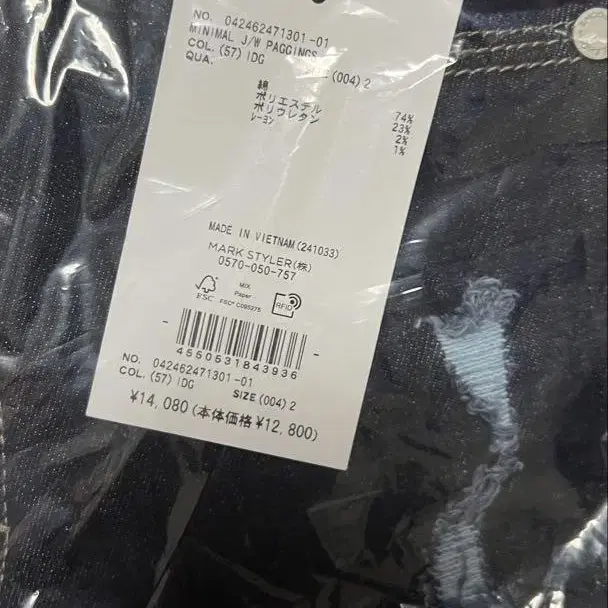 NO. 042462471301-01
MINIMAL J/W PAGGINGS
COL.(57)IDG
QUA. SIZE (004)2
綿 74%
ポリエステル 23%
ポリウレタン 2%
レーヨン 1%
MADE IN VIETNAM(241033)
MARK STYLER(株)
0570-050-757
FSC
MIX
Paper
FSC® C095275
RFID
4550531843936
NO. 042462471301-01
COL.(57)IDG SIZE (004)2
¥14,080(本体価格¥12,800)